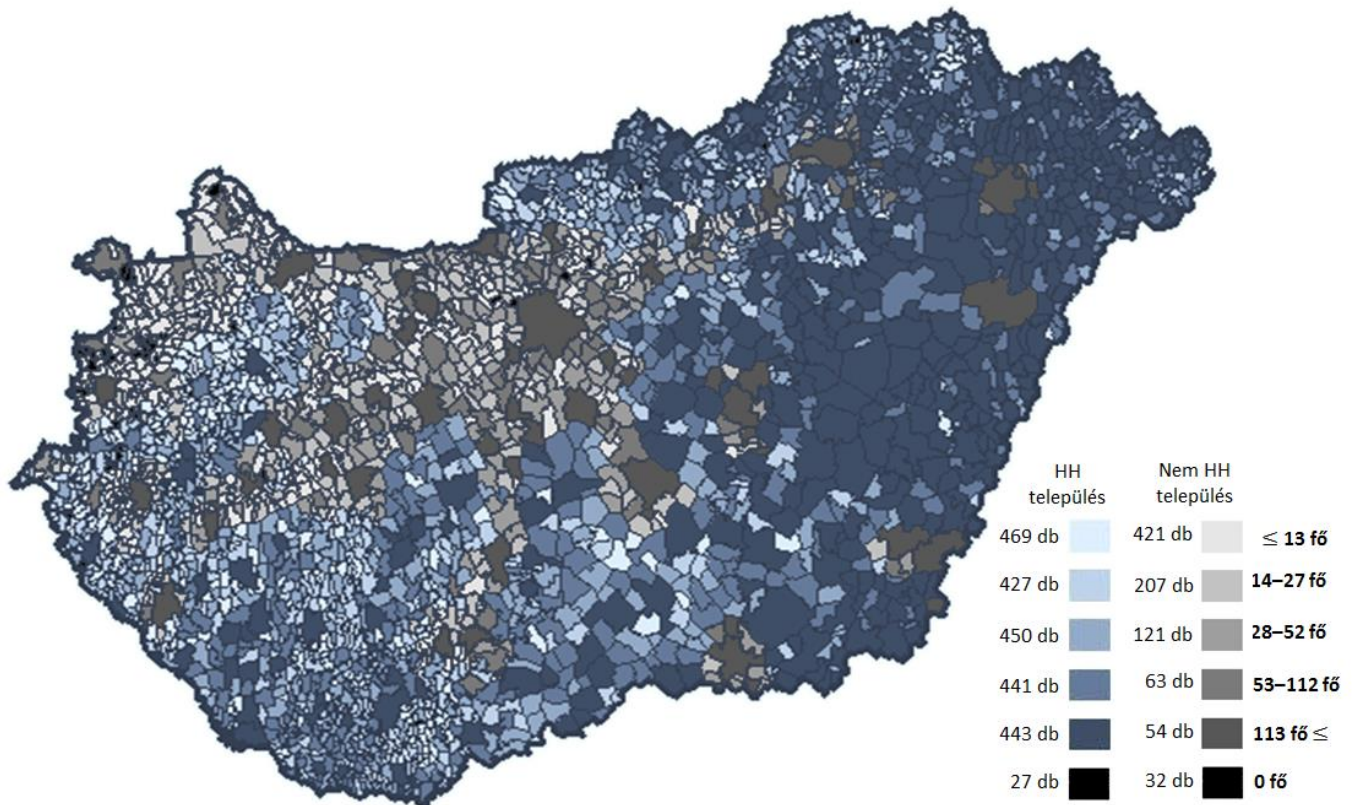 HH
település
Nem HH
település
469 db 421 db ≤ 13 fő
427 db 207 db 14–27 fő
450 db 121 db 28–52 fő
441 db 63 db 53–112 fő
443 db 54 db 113 fő ≤
27 db 32 db 0 fő